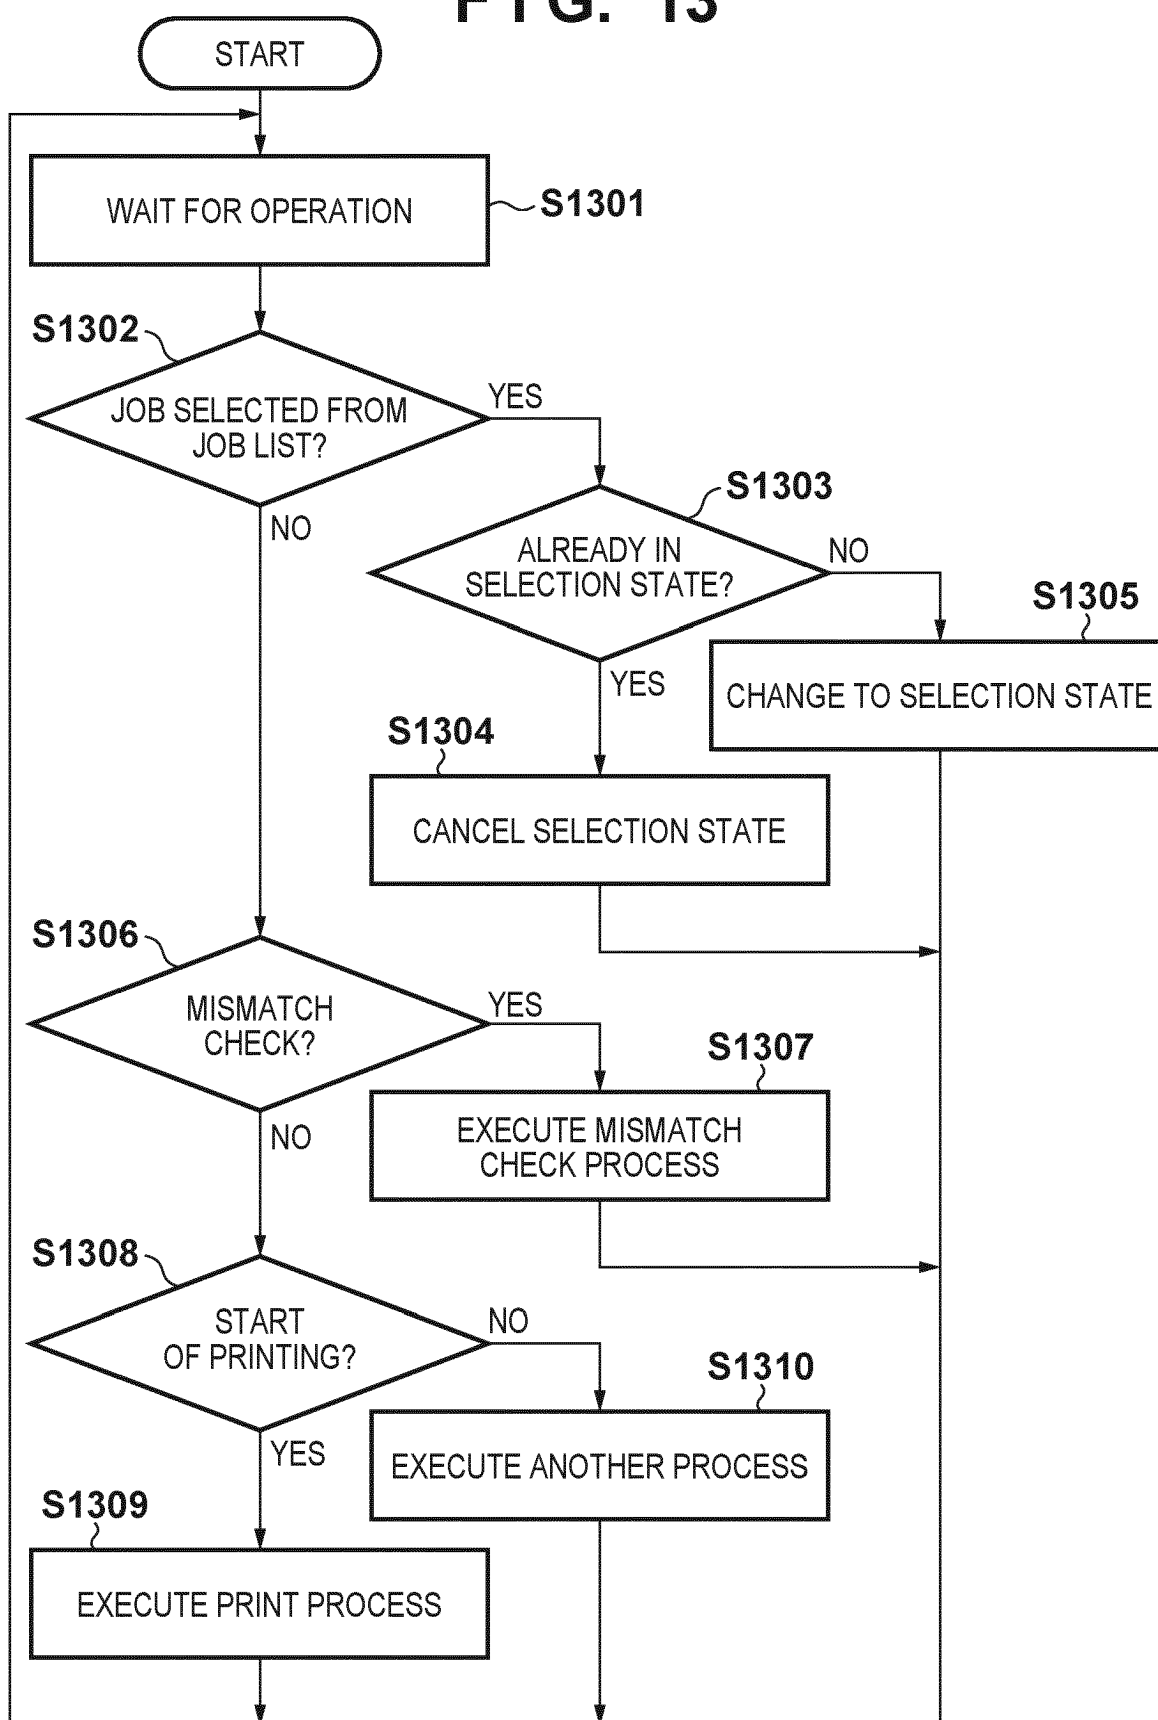 FIG. 13
START
WAIT FOR OPERATION
S1301
S1302
JOB SELECTED FROM
JOB LIST?
YES
NO
S1303
ALREADY IN
SELECTION STATE?
NO
YES
S1305
CHANGE TO SELECTION STATE
S1304
CANCEL SELECTION STATE
S1306
MISMATCH
CHECK?
YES
NO
S1307
EXECUTE MISMATCH
CHECK PROCESS
S1308
START
OF PRINTING?
NO
YES
S1310
EXECUTE ANOTHER PROCESS
S1309
EXECUTE PRINT PROCESS